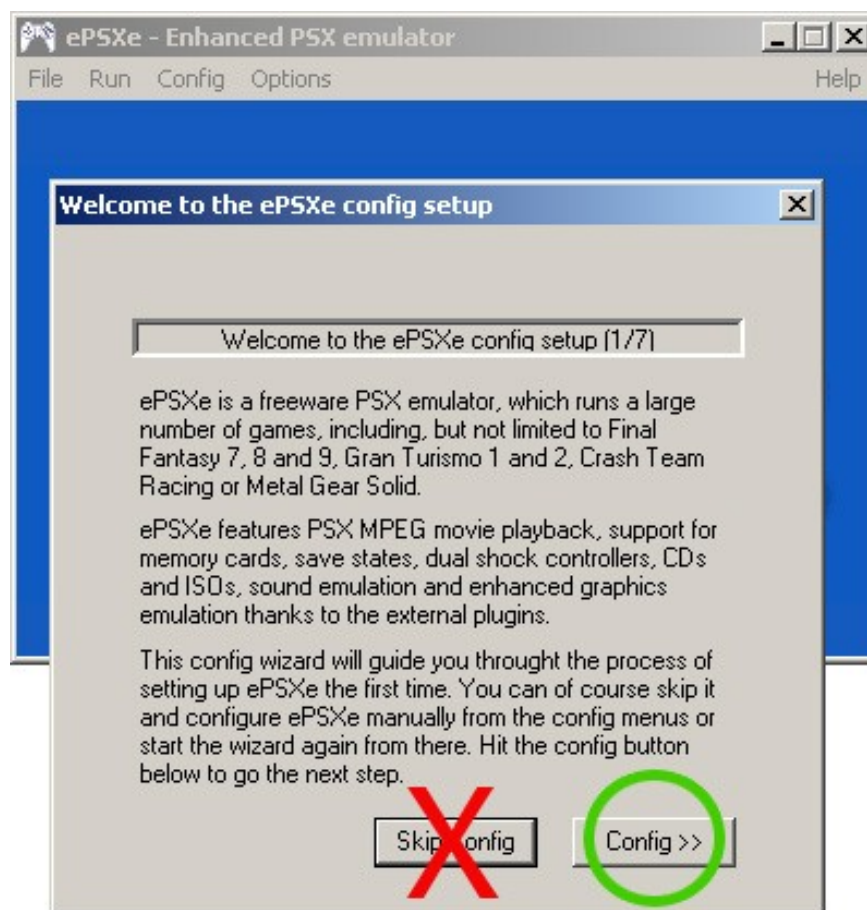 ePSXe - Enhanced PSX emulator
File Run Config Options Help
Welcome to the ePSXe config setup
Welcome to the ePSXe config setup (1/7)
ePSXe is a freeware PSX emulator, which runs a large
number of games, including, but not limited to Final
Fantasy 7, 8 and 9, Gran Turismo 1 and 2, Crash Team
Racing or Metal Gear Solid.
ePSXe features PSX MPEG movie playback, support for
memory cards, save states, dual shock controllers, CDs
and ISOs, sound emulation and enhanced graphics
emulation thanks to the external plugins.
This config wizard will guide you throught the process of
setting up ePSXe the first time. You can of course skip it
and configure ePSXe manually from the config menus or
start the wizard again from there. Hit the config button
below to go the next step.
Skip Config Config >>